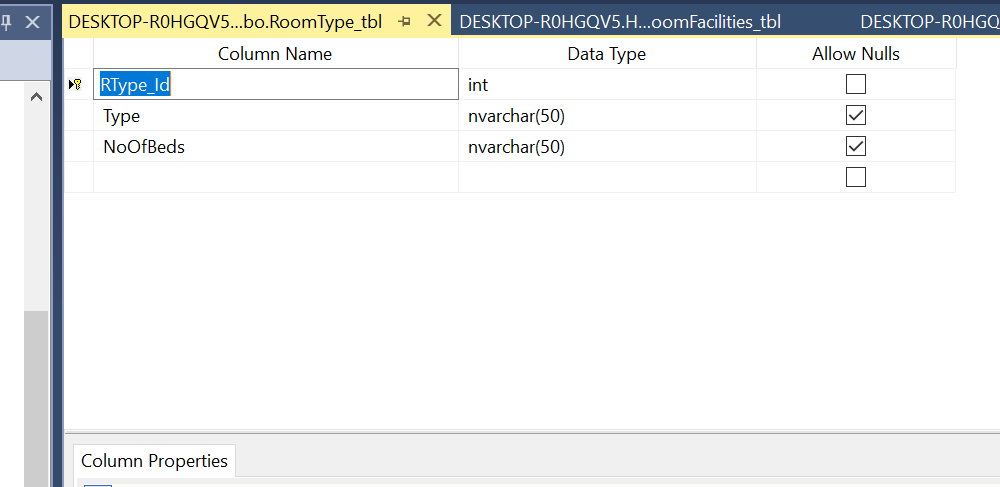 DESKTOP-R0HGQV5...bo.RoomType_tbl DESKTOP-R0HGQV5.H...oomFacilities_tbl DESKTOP-R0HGQ
Column Name Data Type Allow Nulls
RType_Id int
Type nvarchar(50)
NoOfBeds nvarchar(50)
Column Properties